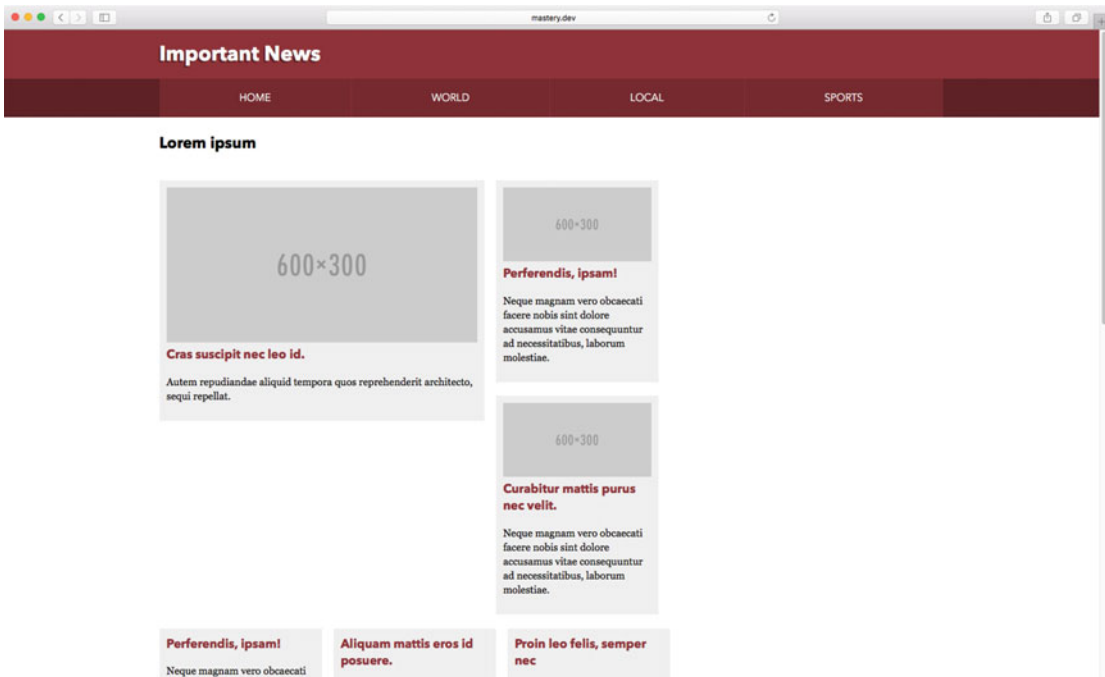 mastery.dev
Important News
HOME WORLD LOCAL SPORTS
Lorem ipsum
600×300
Cras suscipit nec leo id.
Autem repudiandae aliquid tempora quos reprehenderit architecto,
sequi repellat.
600×300
Perferendis, ipsam!
Neque magnam vero obcaecati
facere nobis sint dolore
accusamus vitae consequuntur
ad necessitatibus, laborum
molestiae.
600×300
Curabitur mattis purus
nec velit.
Neque magnam vero obcaecati
facere nobis sint dolore
accusamus vitae consequuntur
ad necessitatibus, laborum
molestiae.
Perferendis, ipsam!
Neque magnam vero obcaecati
Aliquam mattis eros id
posuere.
Proin leo felis, semper
nec